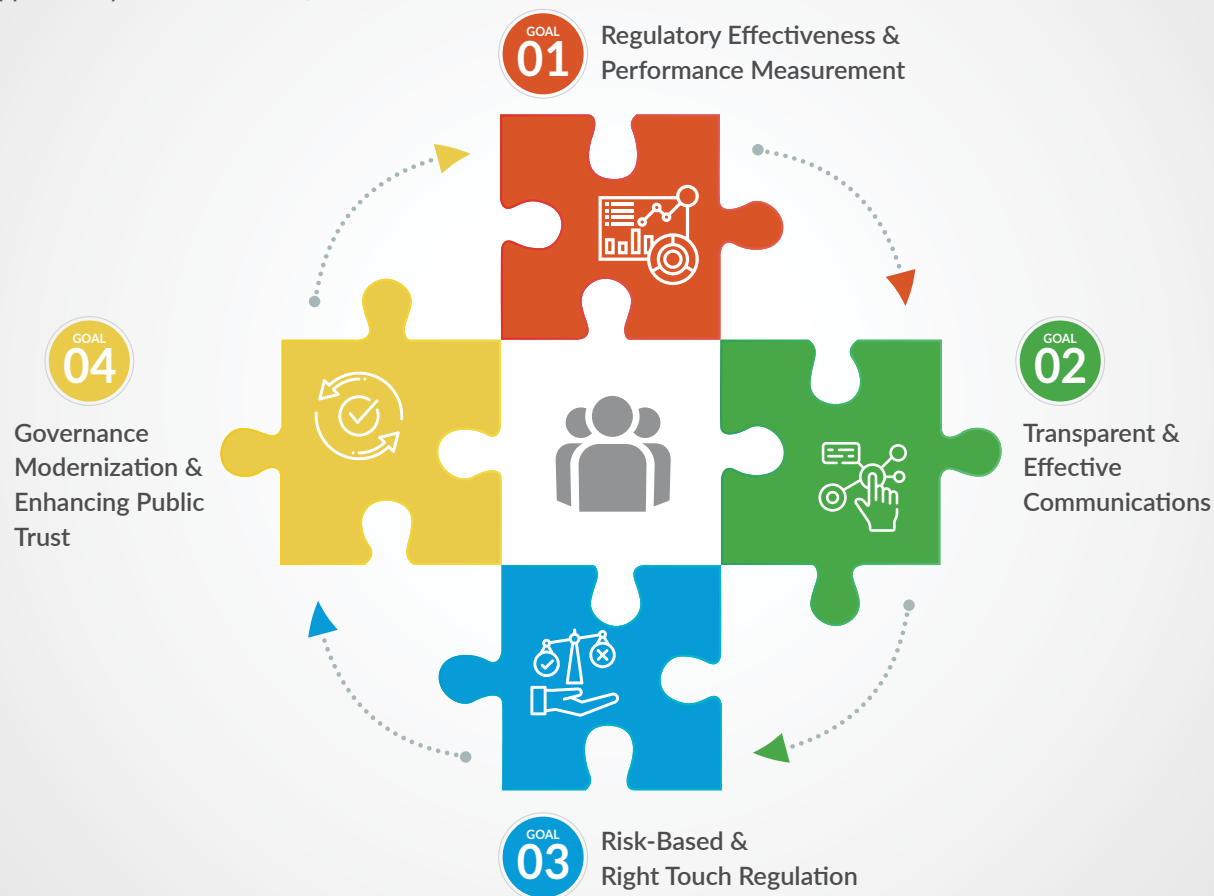 GOAL
01
Regulatory Effectiveness &
Performance Measurement
GOAL
04
Governance
Modernization &
Enhancing Public
Trust
GOAL
02
Transparent &
Effective
Communications
GOAL
03
Risk-Based &
Right Touch Regulation